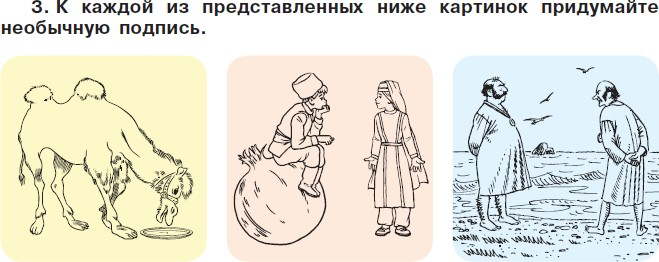 3. К каждой из представленных ниже картинок придумайте
необычную подпись.